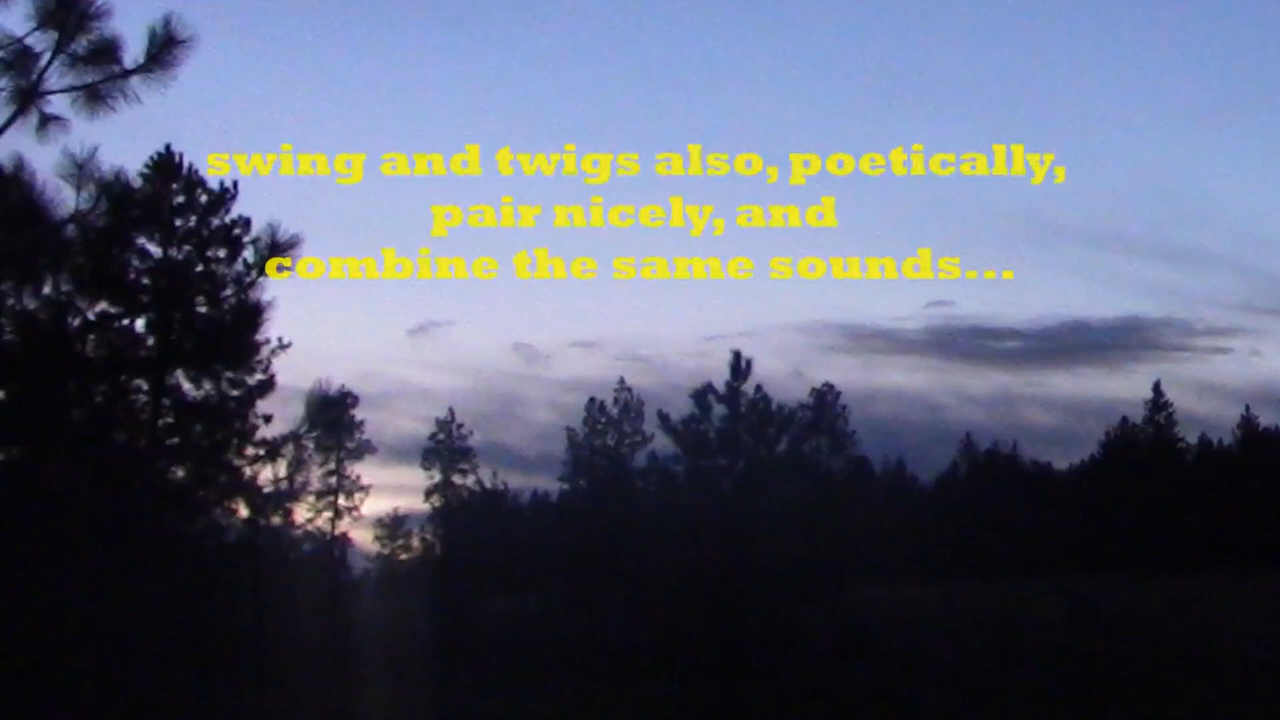 swing and twigs also, poetically,
pair nicely, and
combine the same sounds...